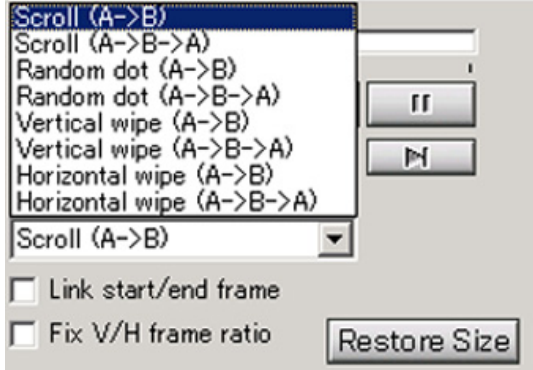 Scroll (A->B)
Scroll (A->B->A)
Random dot (A->B)
Random dot (A->B->A)
Vertical wipe (A->B)
Vertical wipe (A->B->A)
Horizontal wipe (A->B)
Horizontal wipe (A->B->A)
Scroll (A->B)
Link start/end frame
Fix V/H frame ratio
Restore Size